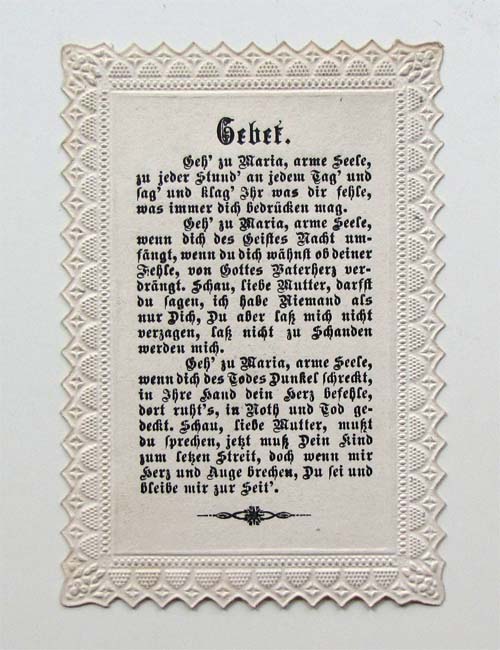 Gebet.
Geh' zu Maria, arme Seele,
zu jeder Stund' an jedem Tag' und
sag' und klag' Ihr was dir fehle,
was immer dich bedrücken mag.
Geh' zu Maria, arme Seele,
wenn dich des Geistes Nacht um-
fängt, wenn du dich wähnst ob deiner
Fehle, von Gottes Vaterherz ver-
drängt. Schau, liebe Mutter, darfst
du sagen, ich habe Niemand als
nur Dich, Du aber laß mich nicht
verzagen, laß nicht zu Schanden
werden mich.
Geh' zu Maria, arme Seele,
wenn dich des Todes Dunkel schreckt,
in Ihre Hand dein Herz befehle,
dort ruht's, in Noth und Tod ge-
deckt. Schau, liebe Mutter, mußt
du sprechen, jetzt muß Dein Kind
zum letzen Streit, doch wenn mir
Herz und Auge brechen, Du sei und
bleibe mir zur Seit'.